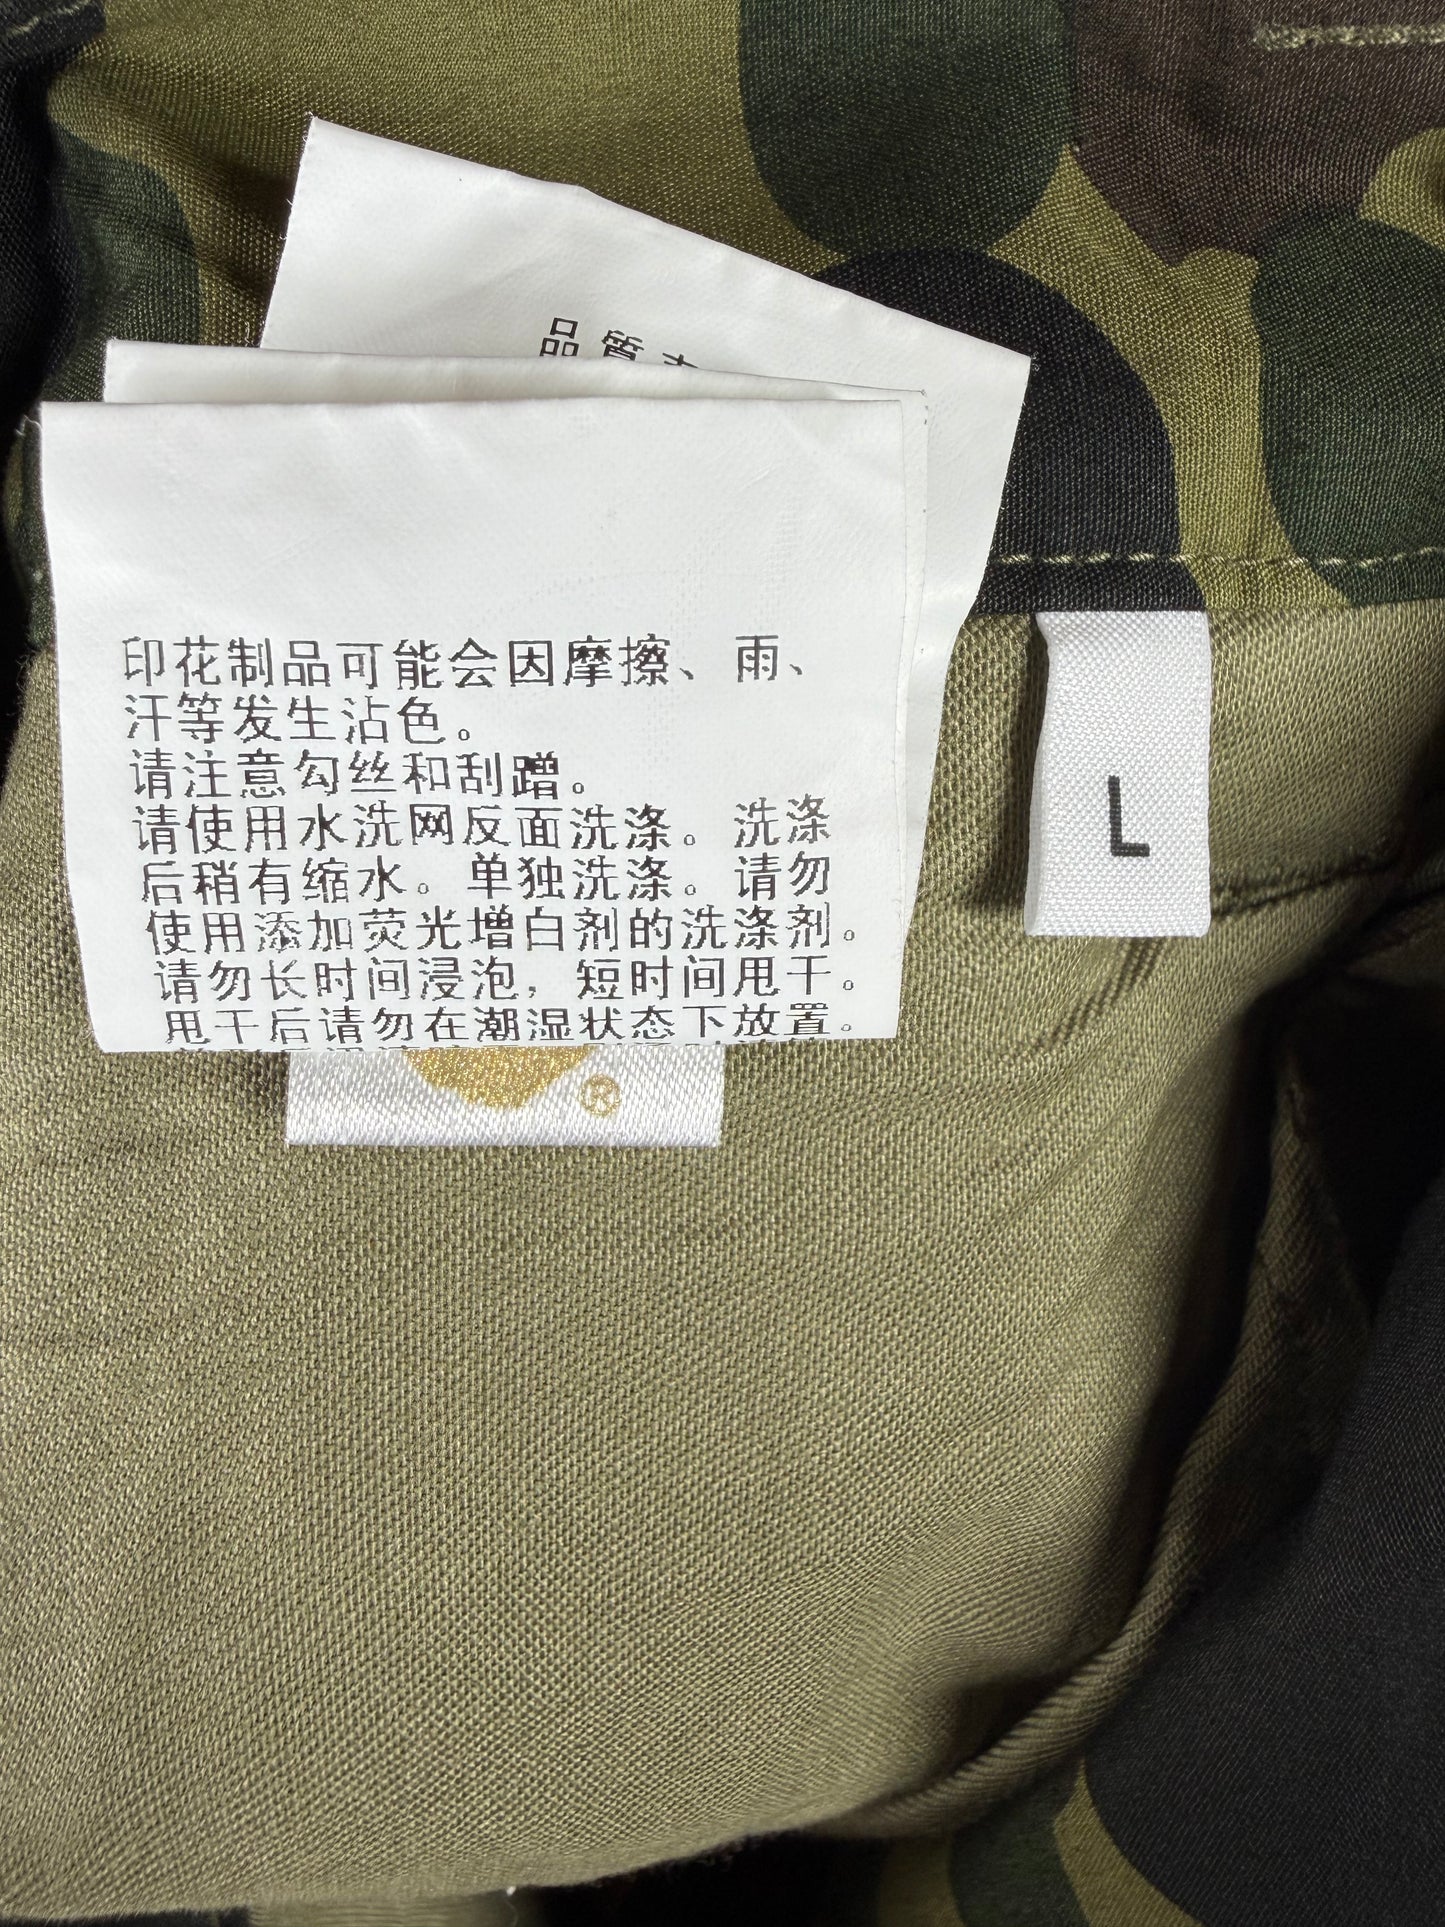 品質
印花制品可能会因摩擦、雨、
汗等发生沾色。
请注意勾丝和刮蹭。
请使用水洗网反面洗涤。洗涤
后稍有缩水。单独洗涤。请勿
使用添加荧光增白剂的洗涤剂。
请勿长时间浸泡，短时间甩干。
甩干后请勿在潮湿状态下放置。
®
L